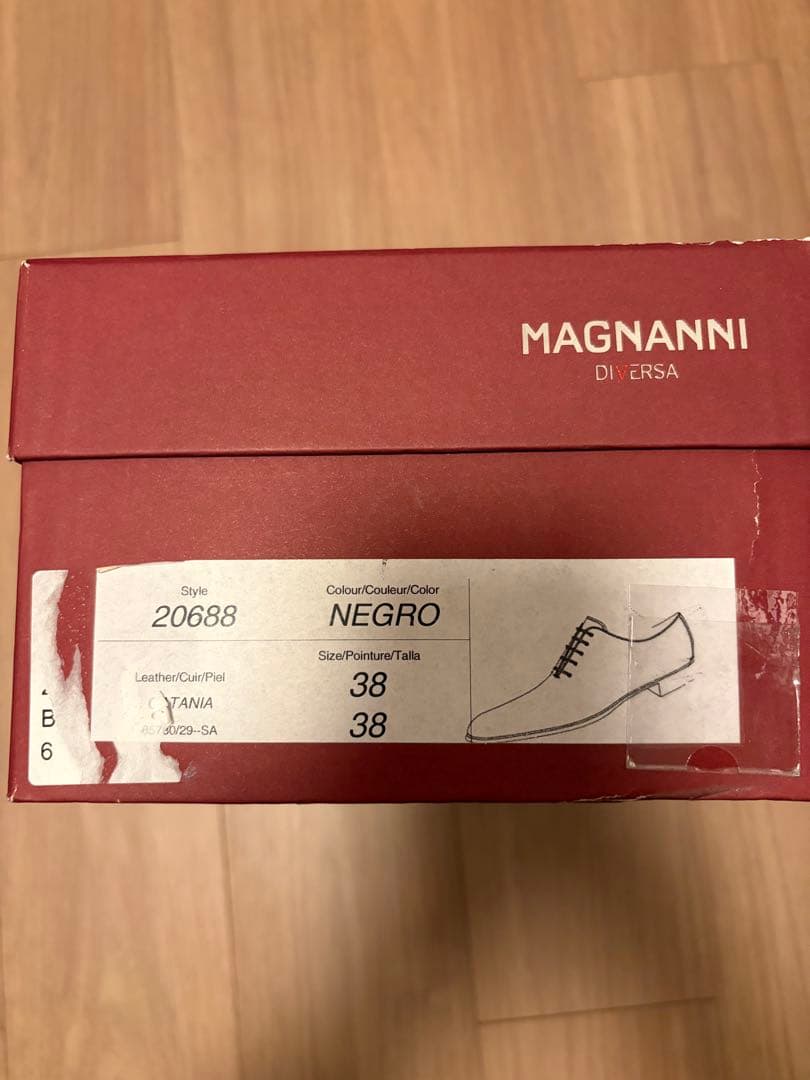 MAGNANNI
DIVERSA
Style
20688
Colour/Couleur/Color
NEGRO
Leather/Cuir/Piel
Size/Pointure/Talla
38
38
B
6